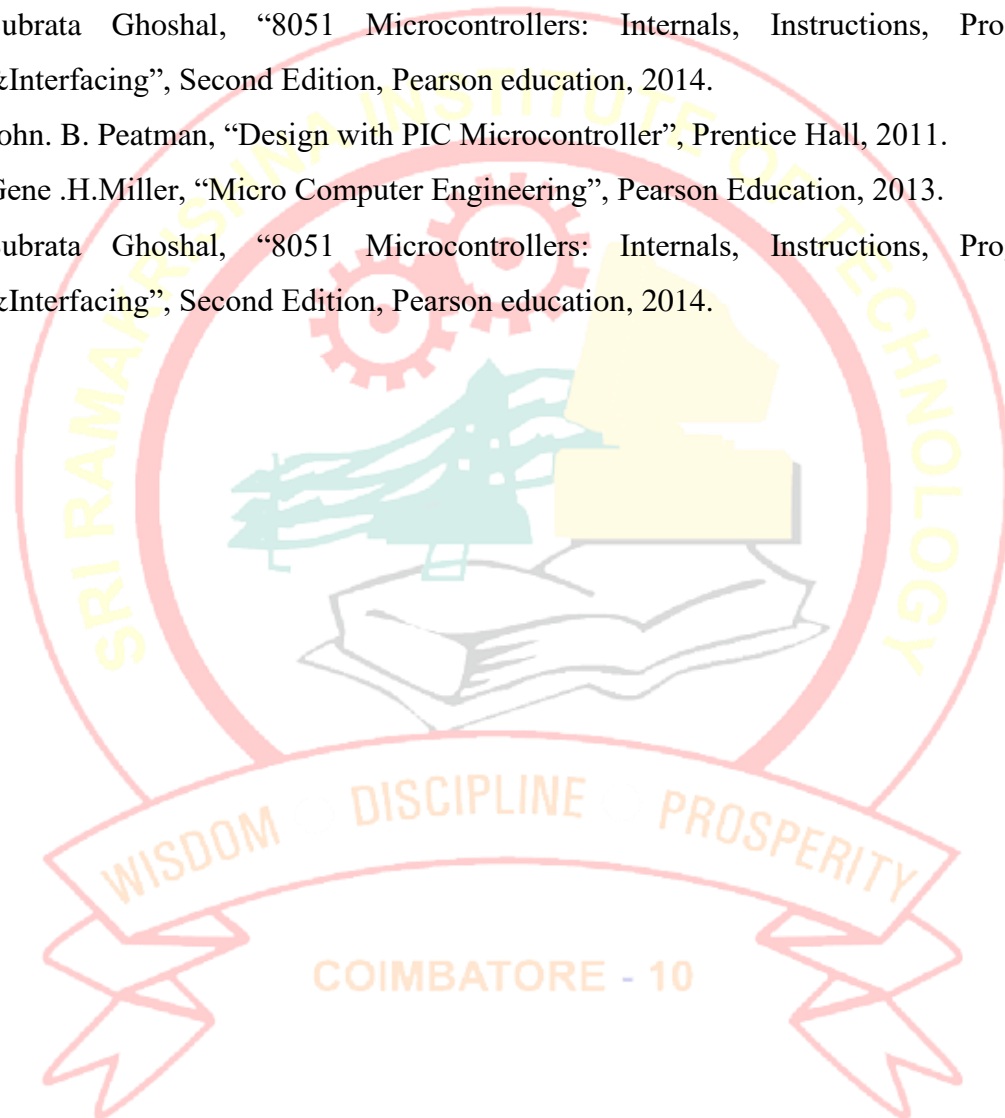 ubrata Ghoshal, “8051 Microcontrollers: Internals, Instructions, Pro
&Interfacing”, Second Edition, Pearson education, 2014.
ohn. B. Peatman, “Design with PIC Microcontroller”, Prentice Hall, 2011.
Gene .H.Miller, “Micro Computer Engineering”, Pearson Education, 2013.
ubrata Ghoshal, “8051 Microcontrollers: Internals, Instructions, Pro
&Interfacing”, Second Edition, Pearson education, 2014.
SRI RAMAKRISHNA INSTITUTE OF TECHNOLOGY
WISDOM DISCIPLINE PROSPERITY
COIMBATORE - 10